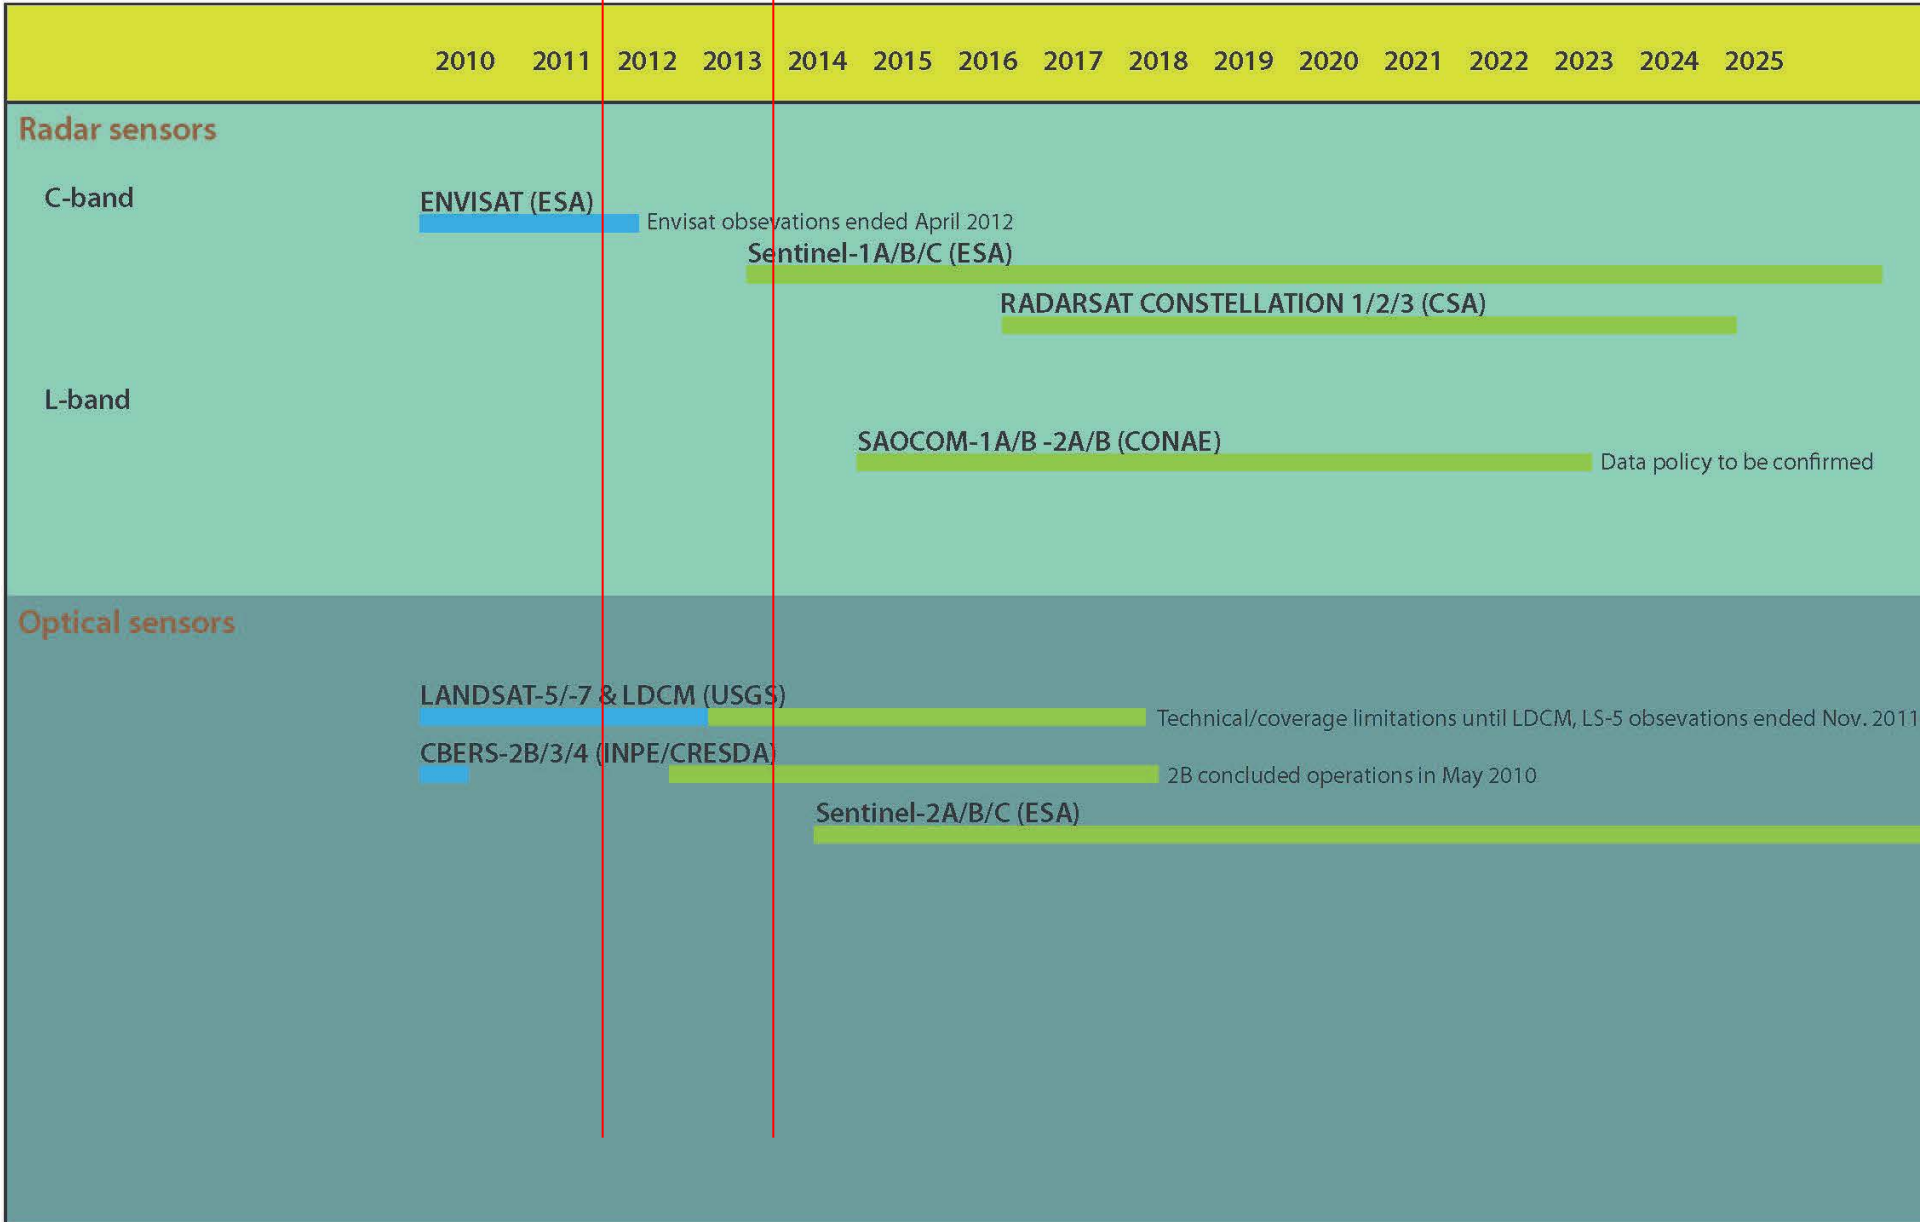 2010 2011 2012 2013 2014 2015 2016 2017 2018 2019 2020 2021 2022 2023 2024 2025
Radar sensors
C-band
ENVISAT (ESA)
Envisat obsevations ended April 2012
Sentinel-1A/B/C (ESA)
RADARSAT CONSTELLATION 1/2/3 (CSA)
L-band
SAOCOM-1A/B -2A/B (CONAE)
Data policy to be confirmed
Optical sensors
LANDSAT-5/-7 & LDCM (USGS)
Technical/coverage limitations until LDCM, LS-5 obsevations ended Nov. 2011
CBERS-2B/3/4 (INPE/CRESDA)
2B concluded operations in May 2010
Sentinel-2A/B/C (ESA)